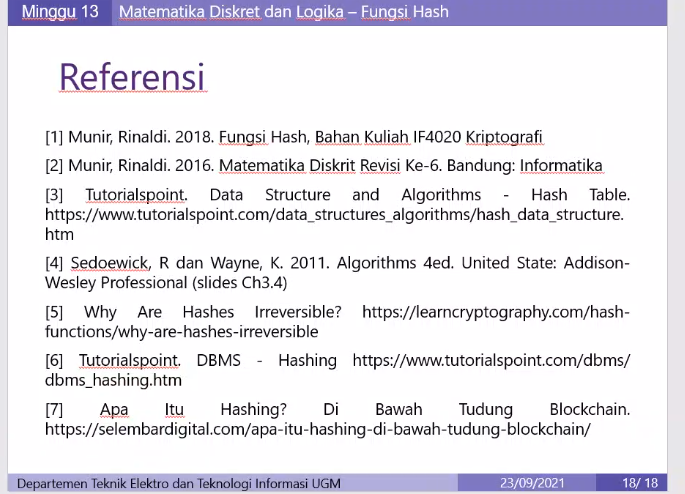 Minggu 13 Matematika Diskret dan Logika – Fungsi Hash
Referensi
[1] Munir, Rinaldi. 2018. Fungsi Hash, Bahan Kuliah IF4020 Kriptografi
[2] Munir, Rinaldi. 2016. Matematika Diskrit Revisi Ke-6. Bandung: Informatika
[3] Tutorialspoint. Data Structure and Algorithms - Hash Table.
https://www.tutorialspoint.com/data_structures_algorithms/hash_data_structure.
htm
[4] Sedoewick, R dan Wayne, K. 2011. Algorithms 4ed. United State: Addison-
Wesley Professional (slides Ch3.4)
[5] Why Are Hashes Irreversible? https://learncryptography.com/hash-
functions/why-are-hashes-irreversible
[6] Tutorialspoint. DBMS - Hashing https://www.tutorialspoint.com/dbms/
dbms_hashing.htm
[7] Apa Itu Hashing? Di Bawah Tudung Blockchain.
https://selembardigital.com/apa-itu-hashing-di-bawah-tudung-blockchain/
Departemen Teknik Elektro dan Teknologi Informasi UGM 23/09/2021 18/ 18